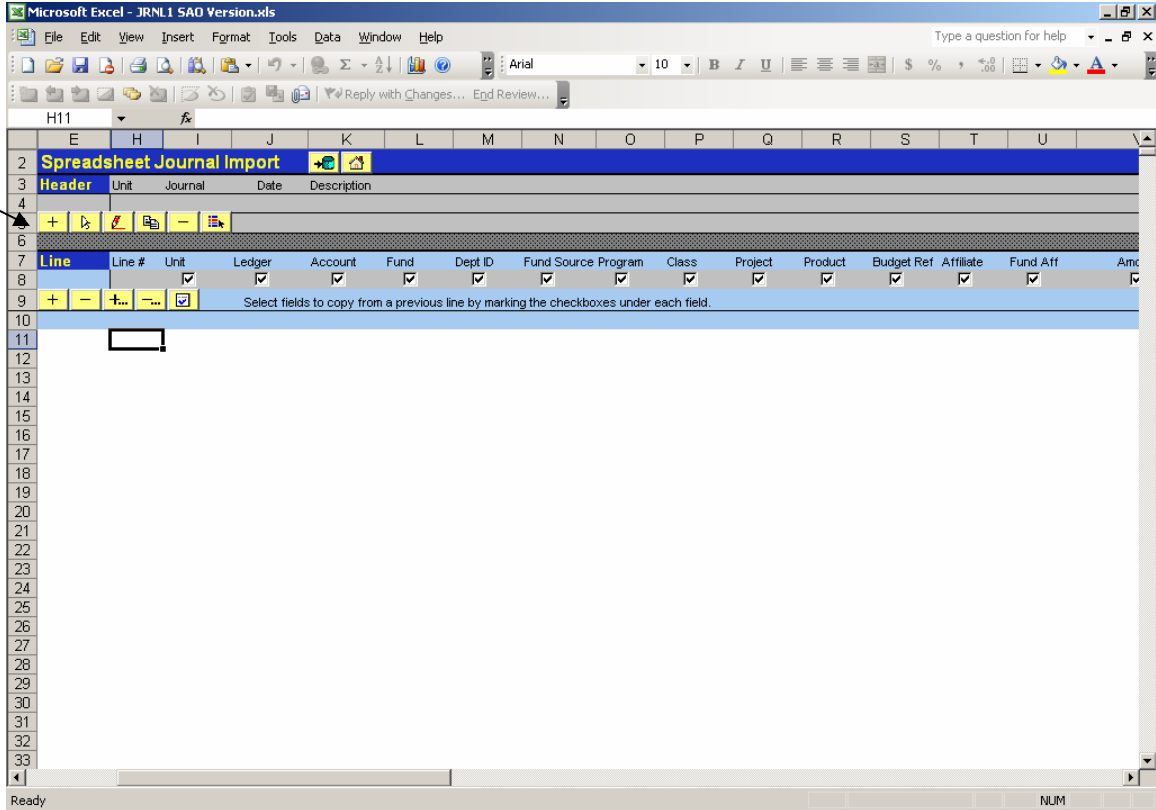 Microsoft Excel - JRNL1 SAO Version.xls
File Edit View Insert Format Tools Data Window Help Type a question for help
Arial 10 B I U $ % ,
Reply with Changes... End Review...
H11 fx
E H I J K L M N O P Q R S T U
2 Spreadsheet Journal Import
3 Header Unit Journal Date Description
4
5 +
6
7 Line Line # Unit Ledger Account Fund Dept ID Fund Source Program Class Project Product Budget Ref Affiliate Fund Aff
8
9 + − +... −... Select fields to copy from a previous line by marking the checkboxes under each field.
10
11
12
13
14
15
16
17
18
19
20
21
22
23
24
25
26
27
28
29
30
31
32
33
Ready NUM